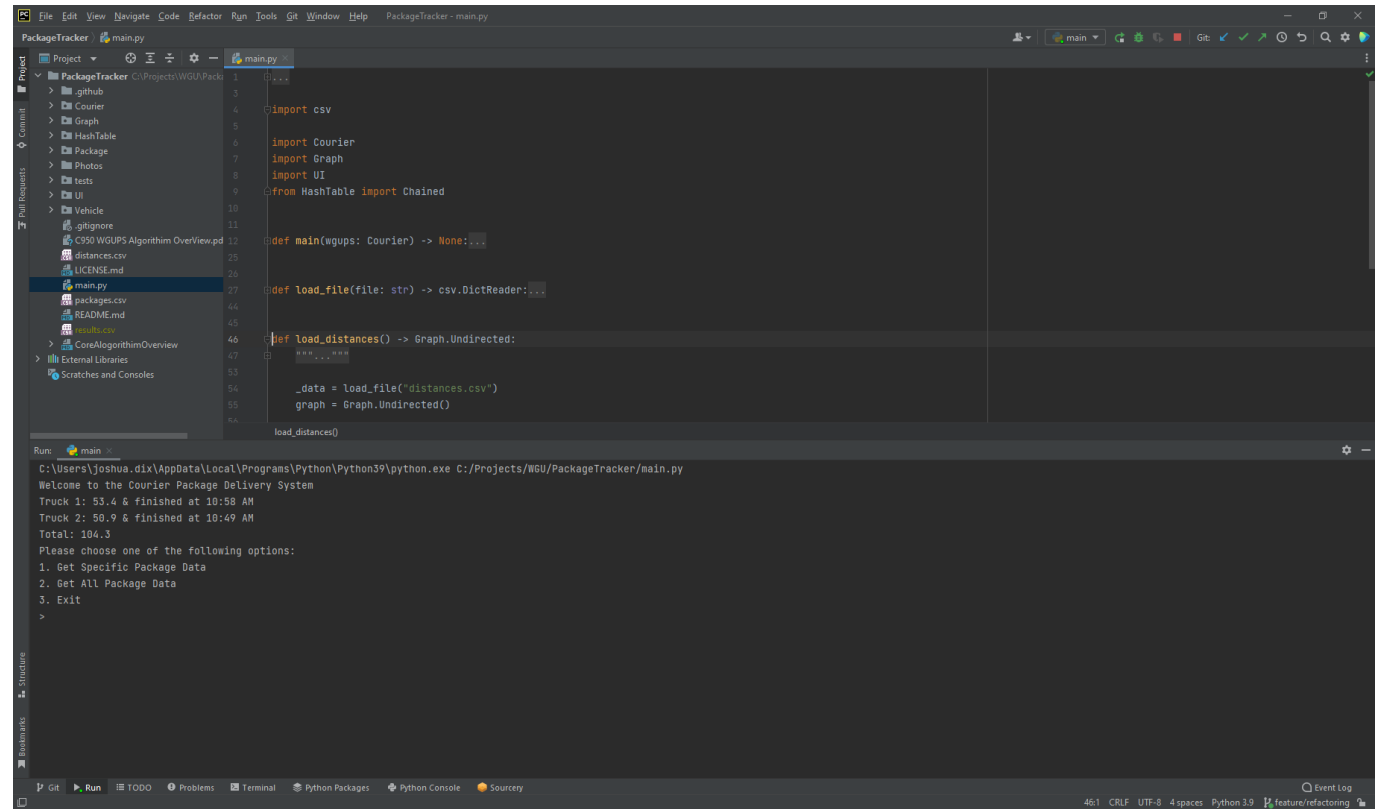 PC File Edit View Navigate Code Refactor Run Tools Git Window Help PackageTracker - main.py
PackageTracker main.py main Git:
Project main.py
PackageTracker C:\Projects\WGU\Pack
.github
Courier
Graph
HashTable
Package
Photos
tests
UI
Vehicle
.gitignore
C950 WGUPS Algorithim OverView.pd
distances.csv
LICENSE.md
main.py
packages.csv
README.md
results.csv
CoreAlogorithimOverview
External Libraries
Scratches and Consoles
Project
Commit
Pull Requests
1 ...
3
4 import csv
5
6 import Courier
7 import Graph
8 import UI
9 from HashTable import Chained
10
11
12 def main(wgups: Courier) -> None:...
25
26
27 def load_file(file: str) -> csv.DictReader:...
44
45
46 def load_distances() -> Graph.Undirected:
47 """..."""
53
54 _data = load_file("distances.csv")
55 graph = Graph.Undirected()
56
load_distances()
Run: main
C:\Users\joshua.dix\AppData\Local\Programs\Python\Python39\python.exe C:/Projects/WGU/PackageTracker/main.py
Welcome to the Courier Package Delivery System
Truck 1: 53.4 & finished at 10:58 AM
Truck 2: 50.9 & finished at 10:49 AM
Total: 104.3
Please choose one of the following options:
1. Get Specific Package Data
2. Get All Package Data
3. Exit
>
Structure
Bookmarks
Git Run TODO Problems Terminal Python Packages Python Console Sourcery Event Log
46:1 CRLF UTF-8 4 spaces Python 3.9 feature/refactoring